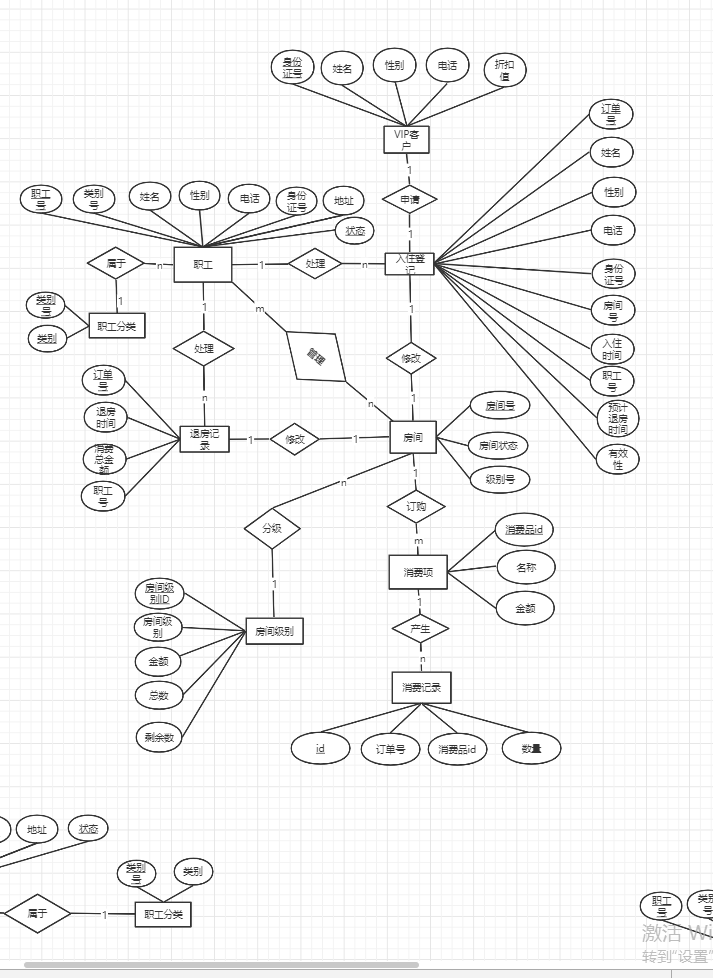 身份
证号
姓名
性别
电话
折扣
值
VIP客
户
1
申请
1
订单
号
姓名
性别
电话
身份
证号
房间
号
入住
时间
职工
号
预计
退房
时间
有效
性
职工
号
类别
号
姓名
性别
电话
身份
证号
地址
状态
属于
n
职工
1
处理
n
入住登
记
1
类别
号
类别
职工分类
1
处理
n
m
管理
n
1
修改
1
订单
号
退房
时间
消费
总金
额
职工
号
退房记
录
1
修改
1
房间
房间号
房间状态
级别号
n
分级
1
1
订购
m
消费项
消费品id
名称
金额
房间级
别ID
房间级
别
金额
总数
剩余数
房间级别
1
产生
n
消费记录
id
订单号
消费品id
数量
地址
状态
类别
号
类别
属于
1
职工分类
职工
号
类别
号
激活 Wi
转到"设置"